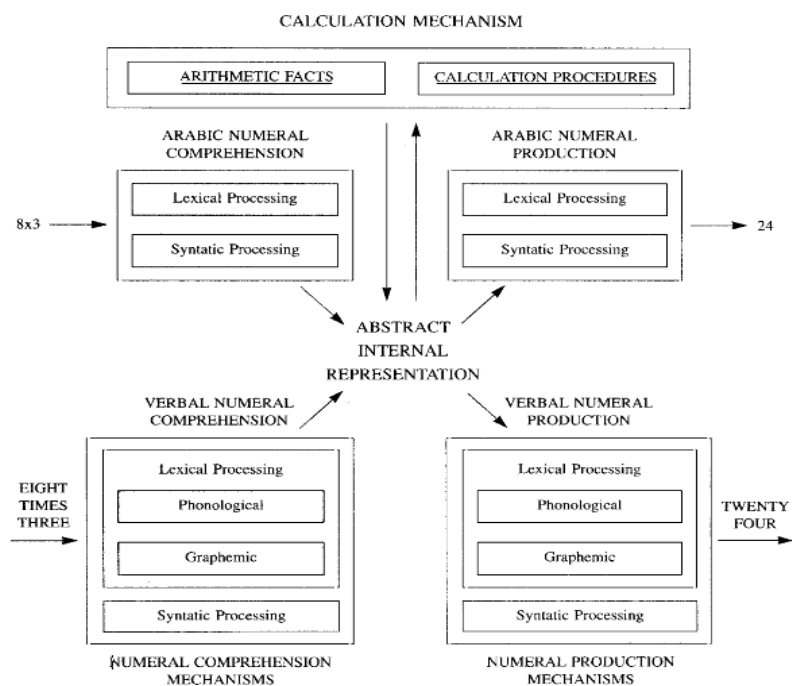 CALCULATION MECHANISM
ARITHMETIC FACTS
CALCULATION PROCEDURES
ARABIC NUMERAL
COMPREHENSION
ARABIC NUMERAL
PRODUCTION
Lexical Processing
Syntatic Processing
Lexical Processing
Syntatic Processing
8x3
24
ABSTRACT
INTERNAL
REPRESENTATION
VERBAL NUMERAL
COMPREHENSION
VERBAL NUMERAL
PRODUCTION
EIGHT
TIMES
THREE
Lexical Processing
Phonological
Graphemic
Syntatic Processing
Lexical Processing
Phonological
Graphemic
Syntatic Processing
TWENTY
FOUR
NUMERAL COMPREHENSION
MECHANISMS
NUMERAL PRODUCTION
MECHANISMS